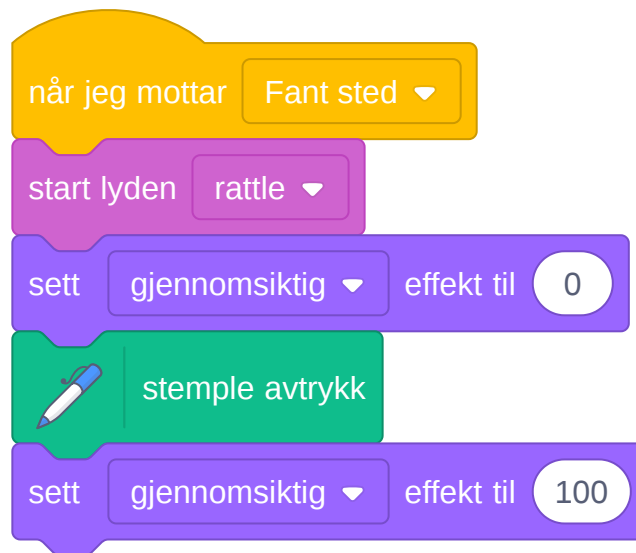 når jeg mottar Fant sted
start lyden rattle
sett gjennomsiktig effekt til 0
stemple avtrykk
sett gjennomsiktig effekt til 100